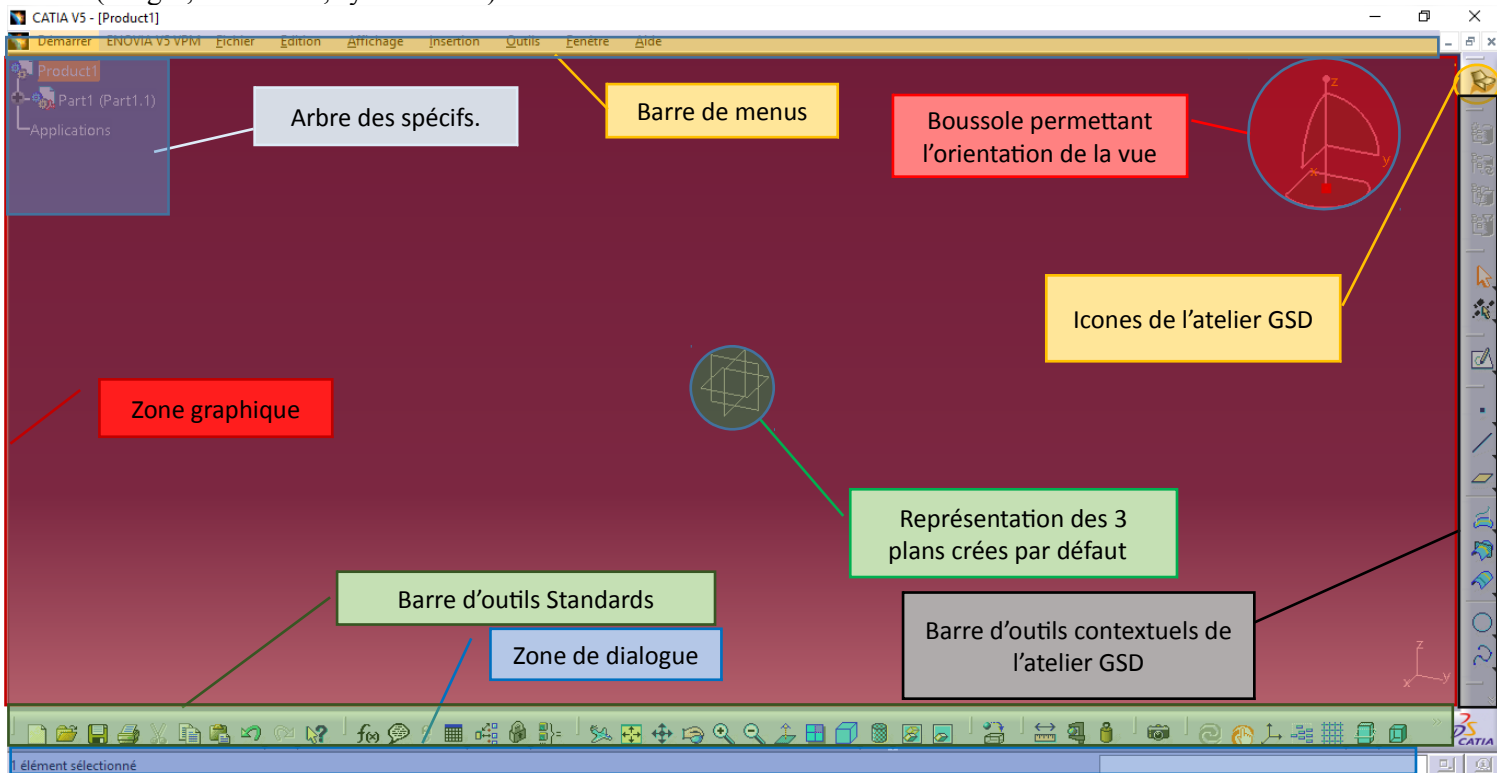 CATIA V5 - [Product1]
Démarrer ENOVIA V5 VPM Fichier Edition Affichage Insertion Outils Fenêtre Aide
Product1
Part1 (Part1.1)
Applications
Arbre des spécifs.
Barre de menus
Boussole permettant
l'orientation de la vue
z
y
x
Icones de l'atelier GSD
Zone graphique
Représentation des 3
plans crées par défaut
Barre d'outils Standards
Zone de dialogue
Barre d'outils contextuels de
l'atelier GSD
z
x
y
f(x)
CATIA
1 élément sélectionné